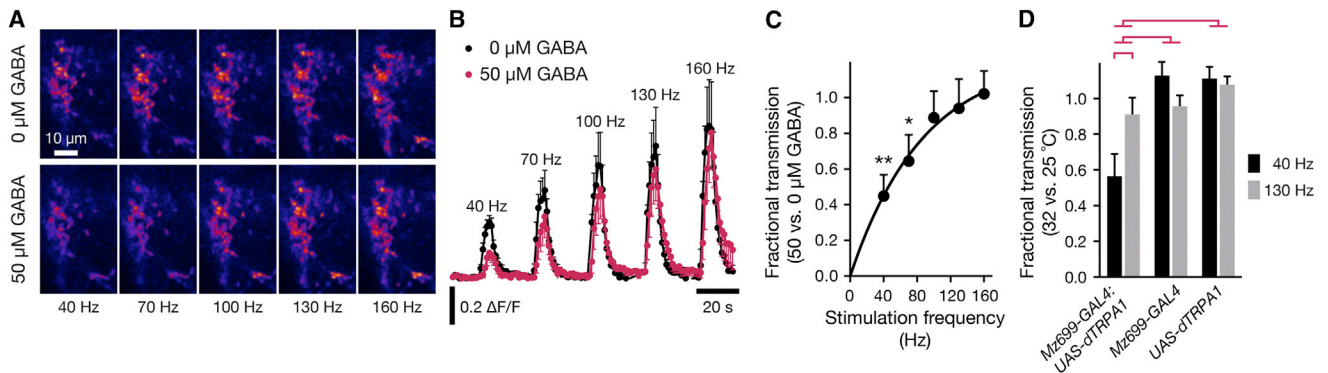 A
0 µM GABA
10 µm
50 µM GABA
40 Hz
70 Hz
100 Hz
130 Hz
160 Hz
B
0 µM GABA
50 µM GABA
40 Hz
70 Hz
100 Hz
130 Hz
160 Hz
0.2 ΔF/F
20 s
C
Fractional transmission
(50 vs. 0 µM GABA)
1.0
0.8
0.6
0.4
0.2
0.0
**
*
0 40 80 120 160
Stimulation frequency
(Hz)
D
Fractional transmission
(32 vs. 25 °C)
1.0
0.8
0.6
0.4
0.2
0.0
Mz699-GAL4:
UAS-dTRPA1
Mz699-GAL4
UAS-dTRPA1
40 Hz
130 Hz